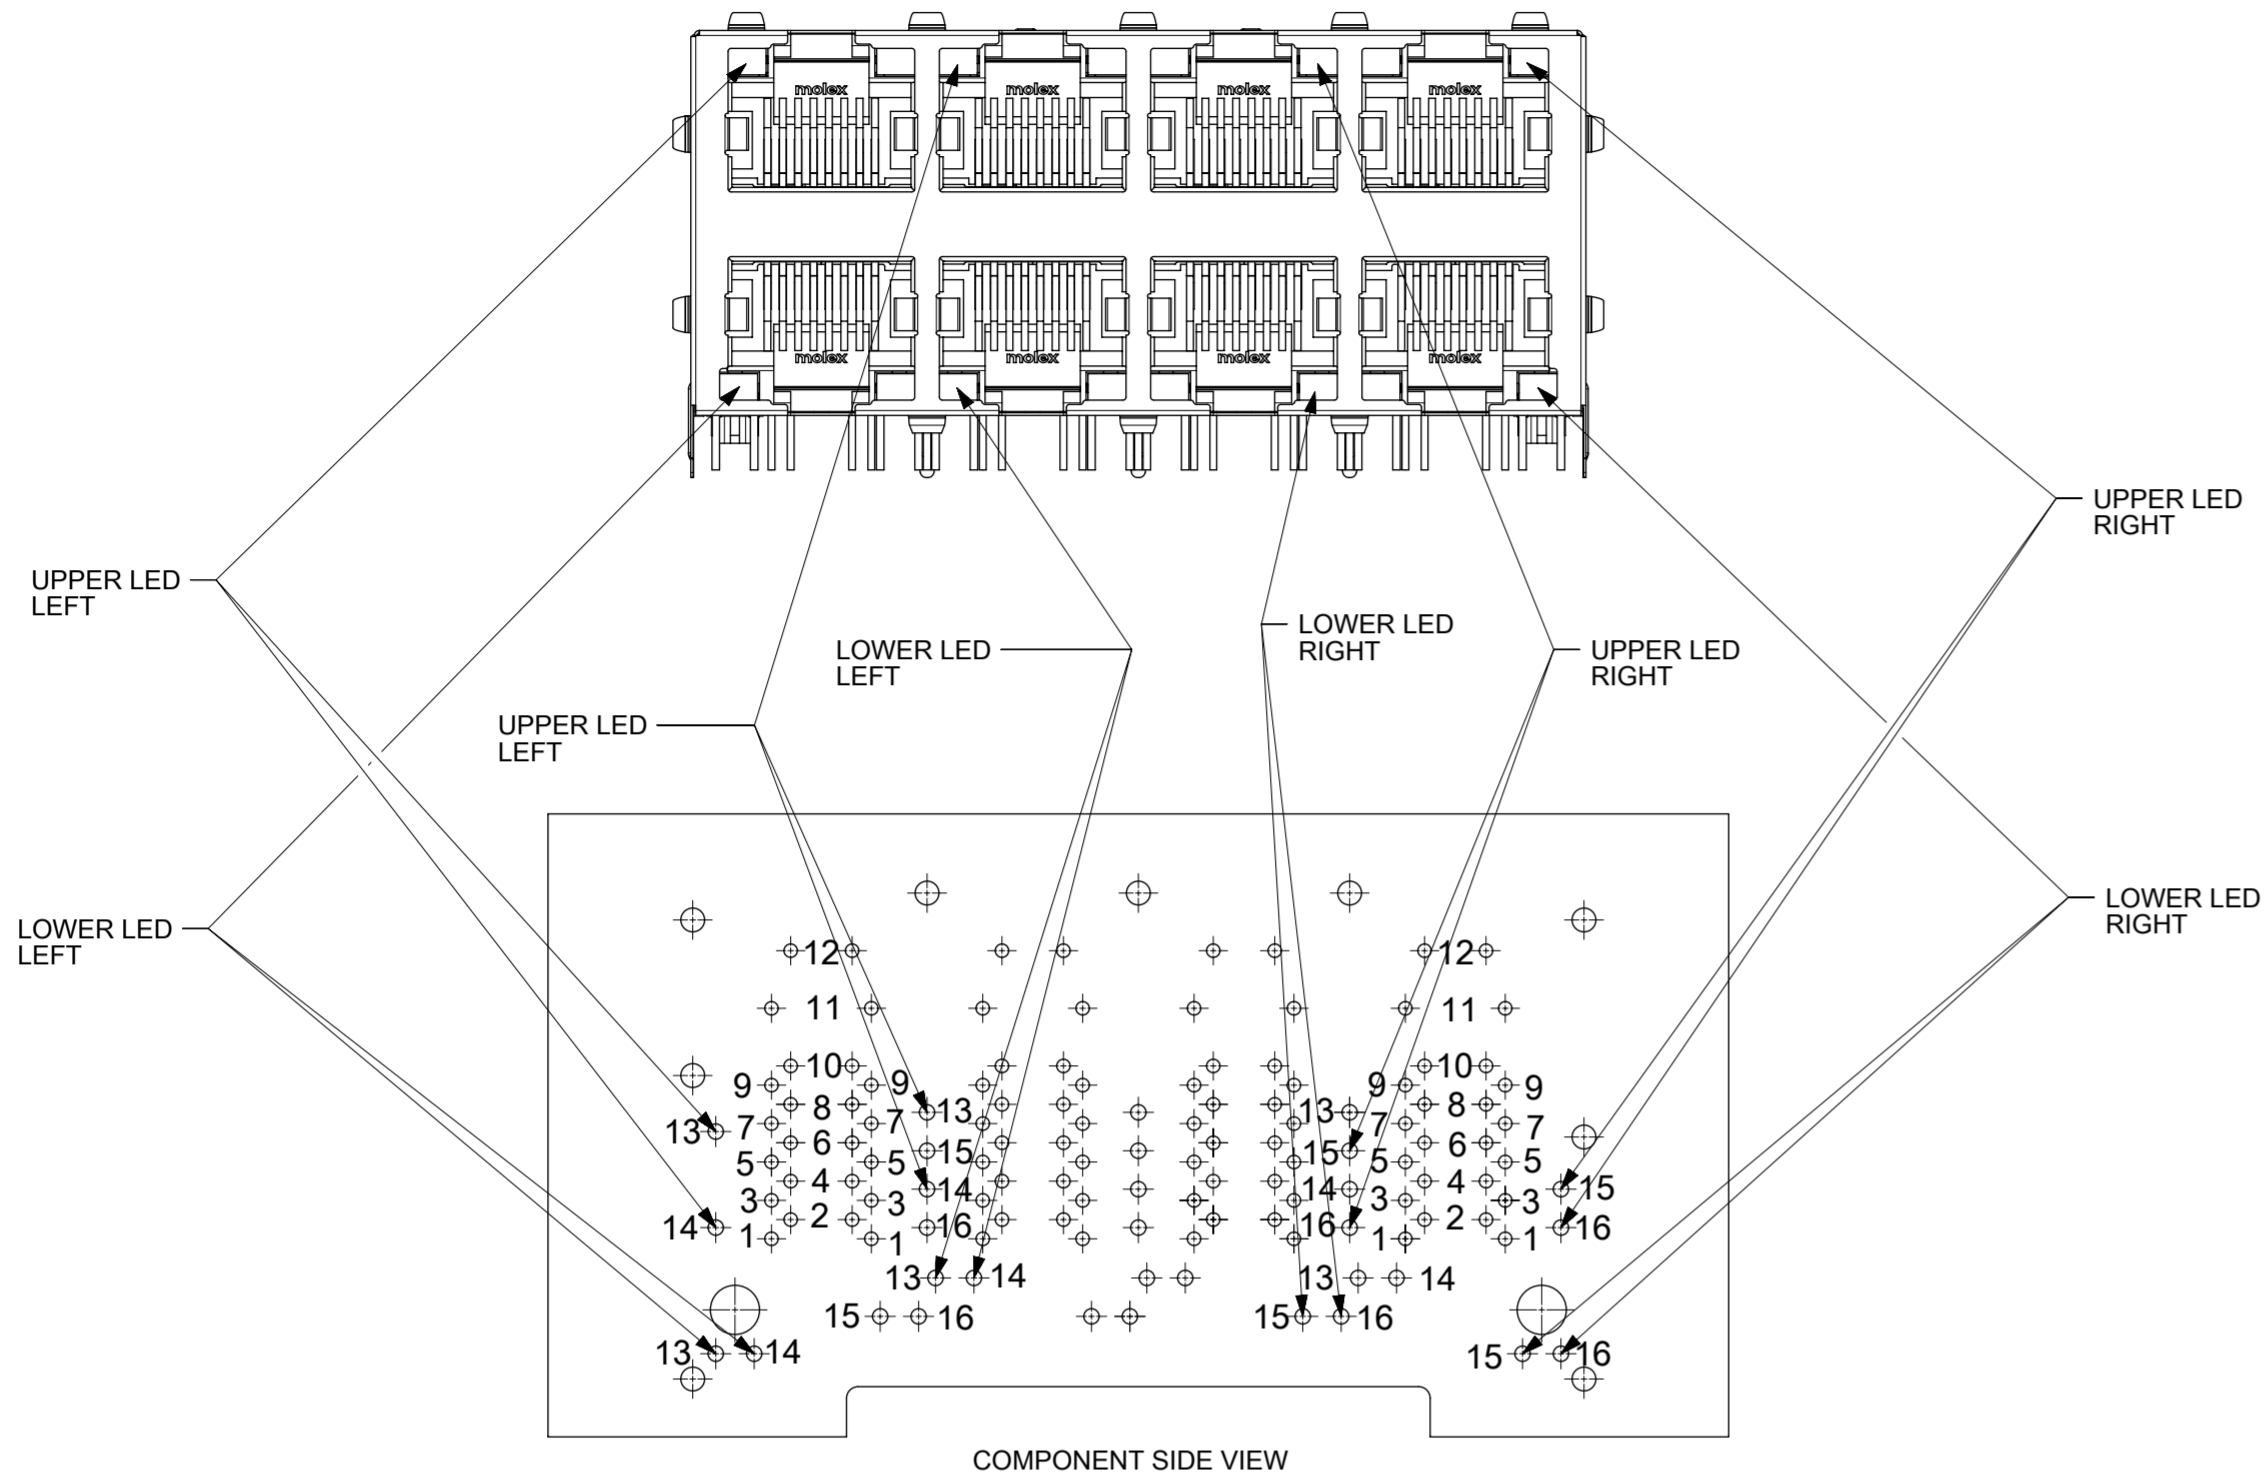 molex molex molex molex
molex molex molex molex
UPPER LED
RIGHT
UPPER LED
LEFT
LOWER LED
RIGHT
LOWER LED
LEFT
UPPER LED
RIGHT
UPPER LED
LEFT
LOWER LED
RIGHT
LOWER LED
LEFT
12 12
11 11
10 10
9 9 9 9
8 13 13 8
13 7 7 7 7
6 15 15 6
5 5 5 5
4 14 14 4 15
3 3 3 3
2 2
14 16 16 16
1 1 1 1
13 14 13 14
15 16 15 16
13 14 15 16
COMPONENT SIDE VIEW